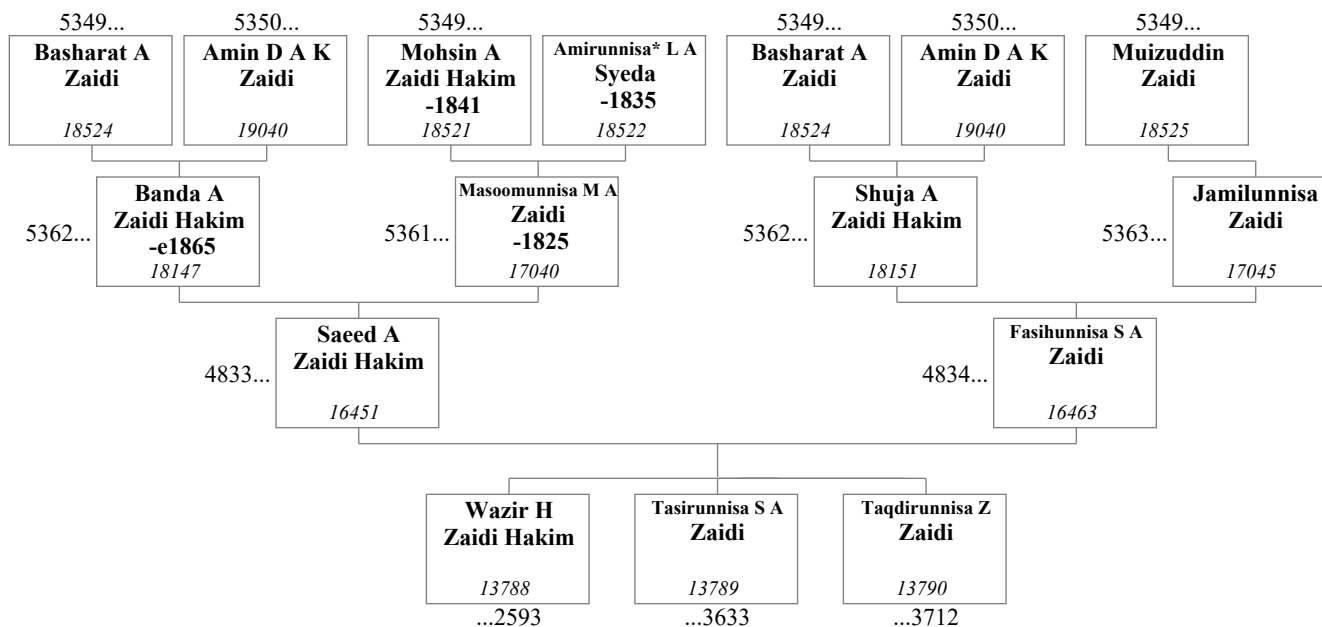 5349...
5350...
5349...
5349...
5350...
5349...
Basharat A
Zaidi
18524
Amin D A K
Zaidi
19040
Mohsin A
Zaidi Hakim
-1841
18521
Amirunnisa* L A
Syeda
-1835
18522
Basharat A
Zaidi
18524
Amin D A K
Zaidi
19040
Muizuddin
Zaidi
18525
5362...
Banda A
Zaidi Hakim
-e1865
18147
5361...
Masoomunnisa M A
Zaidi
-1825
17040
5362...
Shuja A
Zaidi Hakim
18151
5363...
Jamilunnisa
Zaidi
17045
4833...
Saeed A
Zaidi Hakim
16451
4834...
Fasihunnisa S A
Zaidi
16463
Wazir H
Zaidi Hakim
13788
...2593
Tasirunnisa S A
Zaidi
13789
...3633
Taqdirunnisa Z
Zaidi
13790
...3712